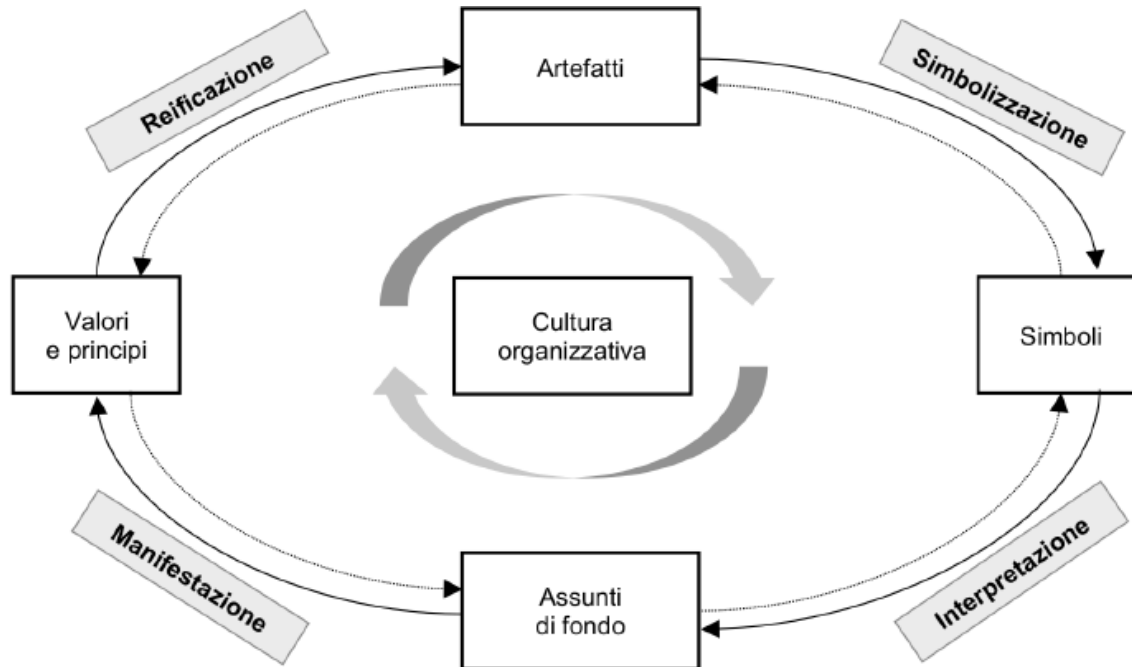 Reificazione
Artefatti
Simbolizzazione
Valori
e principi
Cultura
organizzativa
Simboli
Manifestazione
Assunti
di fondo
Interpretazione